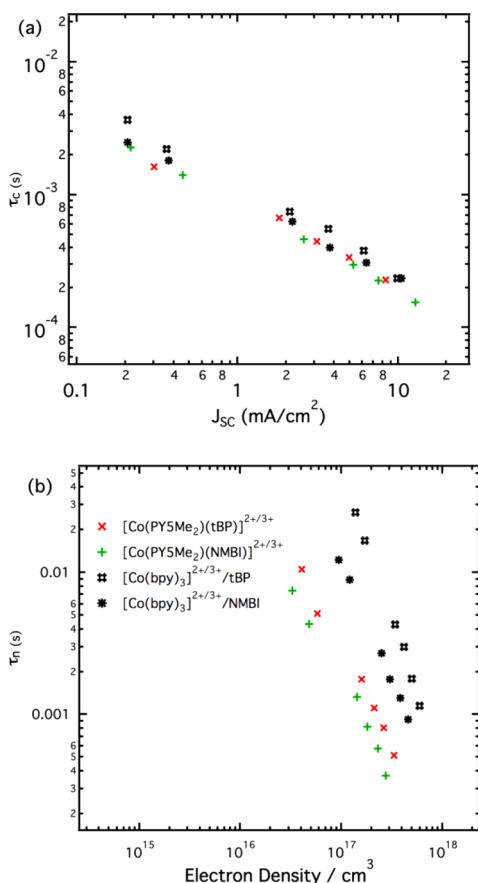 (a)
2
10⁻²
8
6
4
2
10⁻³
8
6
4
2
10⁻⁴
8
6
τc (s)
0.1 2 4 6 8 1 2 4 6 8 10 2
JSC (mA/cm²)
(b)
5
4
3
2
0.01
6
5
4
3
2
0.001
6
5
4
3
2
τn (s)
[Co(PY5Me₂)(tBP)]²⁺/³⁺
[Co(PY5Me₂)(NMBI)]²⁺/³⁺
[Co(bpy)₃]²⁺/³⁺/tBP
[Co(bpy)₃]²⁺/³⁺/NMBI
10¹⁵ 10¹⁶ 10¹⁷ 10¹⁸
Electron Density / cm³